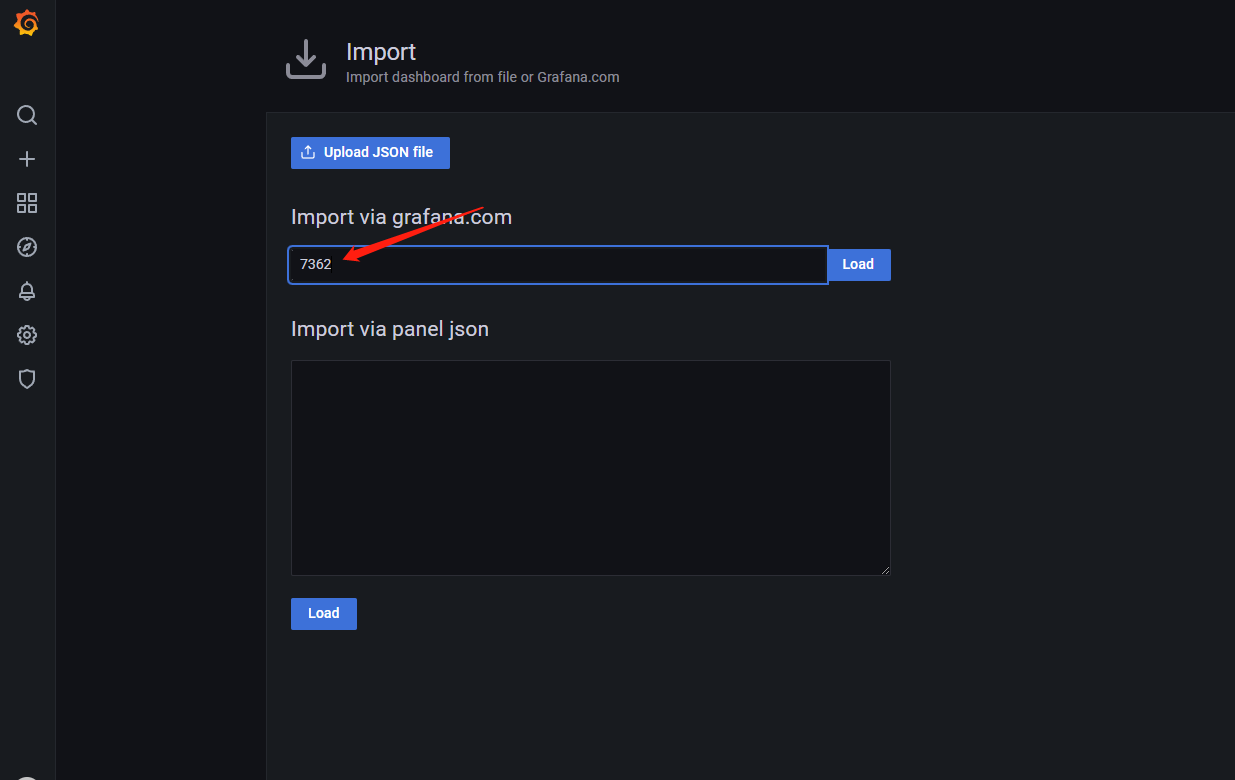 Import
Import dashboard from file or Grafana.com
Upload JSON file
Import via grafana.com
7362
Load
Import via panel json
Load